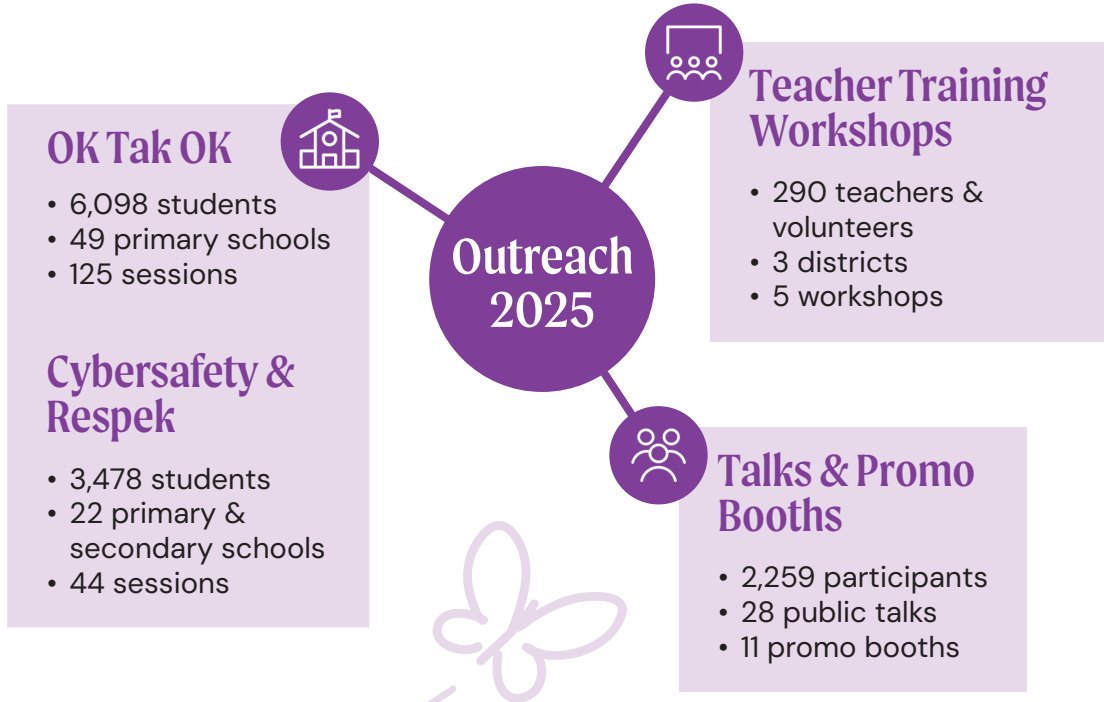 Outreach
2025
OK Tak OK
• 6,098 students
• 49 primary schools
• 125 sessions
Cybersafety &
Respek
• 3,478 students
• 22 primary &
secondary schools
• 44 sessions
Teacher Training
Workshops
• 290 teachers &
volunteers
• 3 districts
• 5 workshops
Talks & Promo
Booths
• 2,259 participants
• 28 public talks
• 11 promo booths